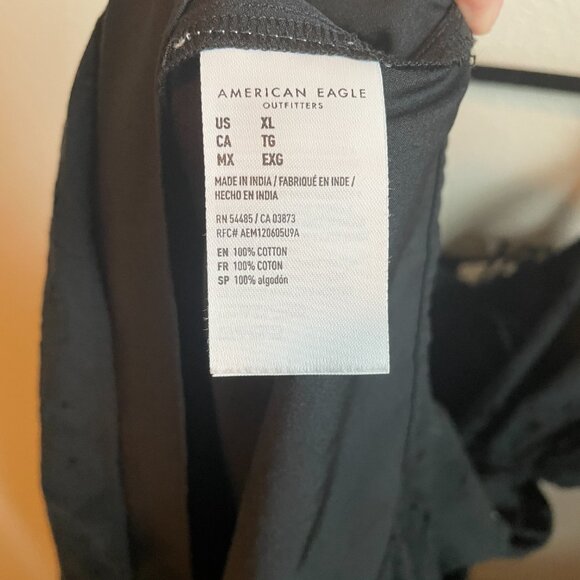 AMERICAN EAGLE
OUTFITTERS
US XL
CA TG
MX EXG
MADE IN INDIA / FABRIQUÉ EN INDE /
HECHO EN INDIA
RN 54485 / CA 03873
RFC# AEM120605U9A
EN 100% COTTON
FR 100% COTON
SP 100% algodón